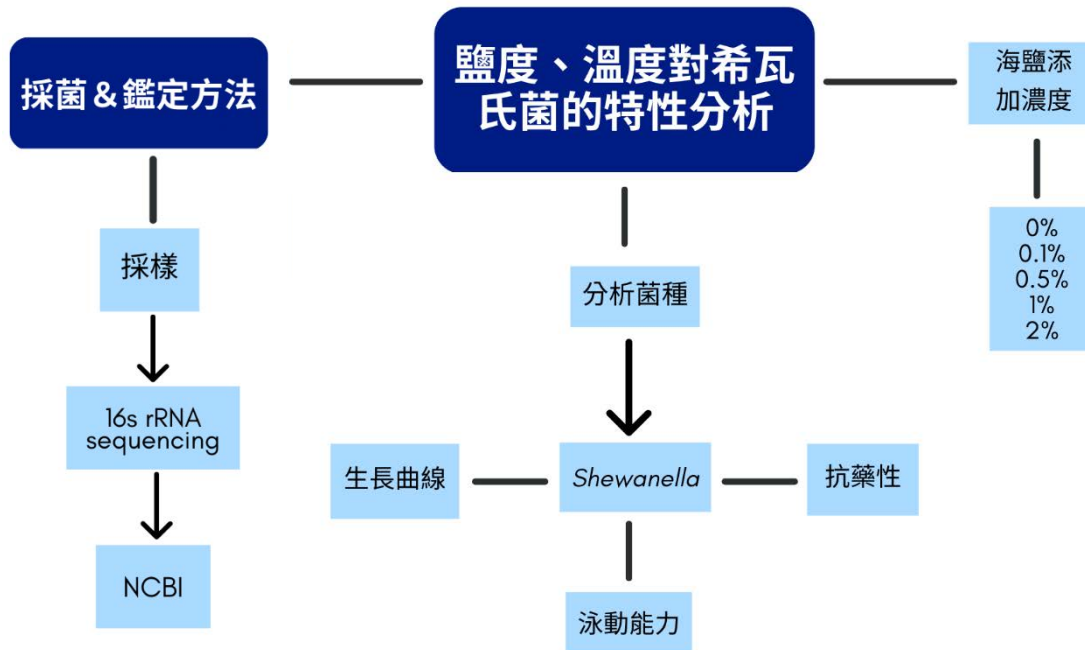 採菌&鑑定方法
採樣
16s rRNA
sequencing
NCBI
鹽度、溫度對希瓦
氏菌的特性分析
分析菌種
Shewanella
生長曲線
抗藥性
泳動能力
海鹽添
加濃度
0%
0.1%
0.5%
1%
2%